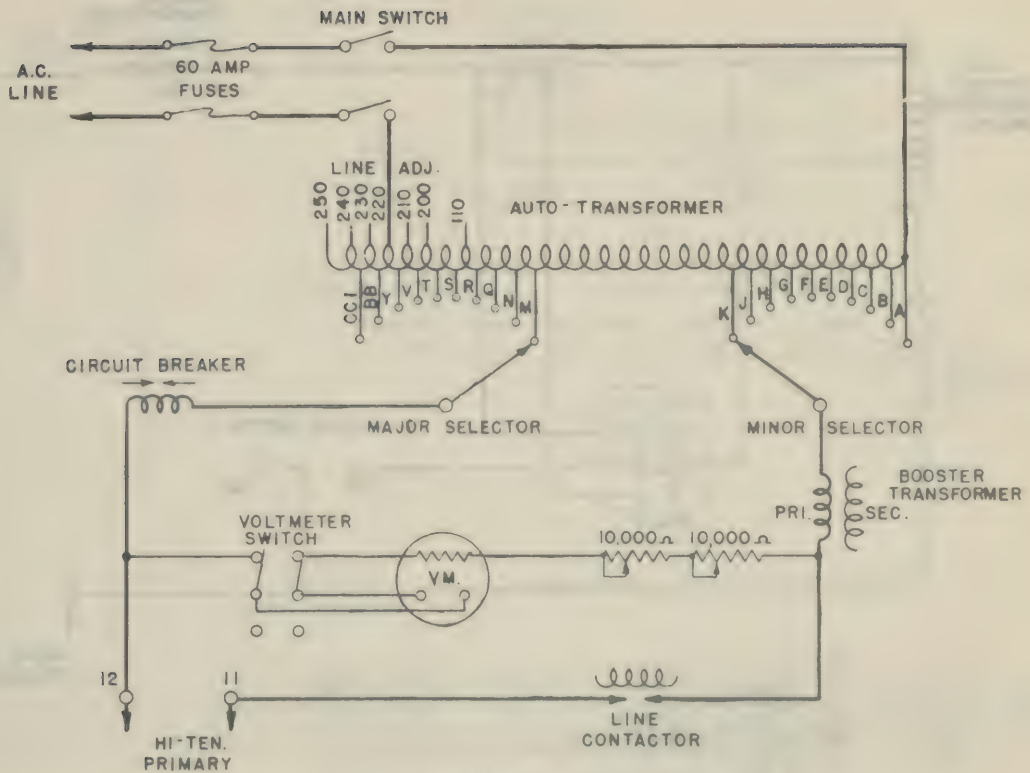 MAIN SWITCH
A.C.
LINE
60 AMP
FUSES
LINE ADJ.
250
240
230
220
210
200
110
AUTO-TRANSFORMER
CC1
BB
Y
V
T
S
R
Q
N
M
K
J
H
G
F
E
D
C
B
A
CIRCUIT BREAKER
MAJOR SELECTOR
MINOR SELECTOR
BOOSTER
TRANSFORMER
PRI.
SEC.
VOLTMETER
SWITCH
10,000 Ω
10,000 Ω
VM.
12
11
LINE
CONTACTOR
HI-TEN.
PRIMARY